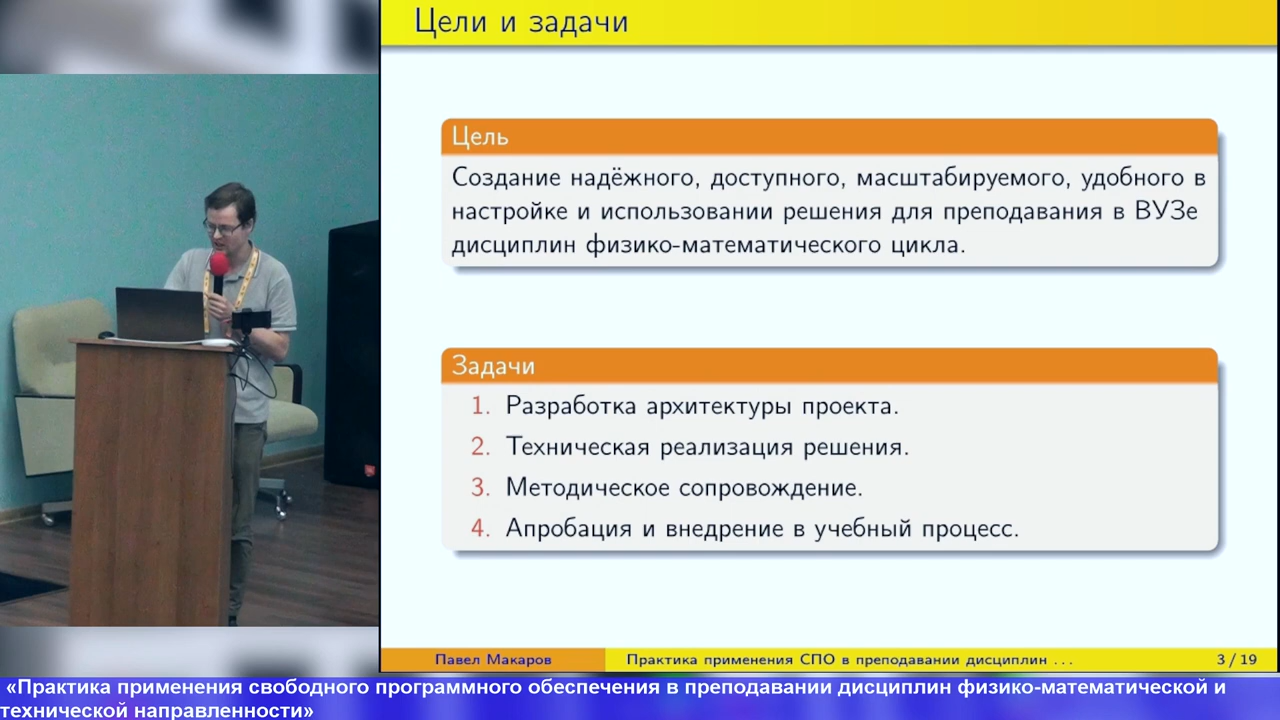 Цели и задачи
Цель
Создание надёжного, доступного, масштабируемого, удобного в
настройке и использовании решения для преподавания в ВУЗе
дисциплин физико-математического цикла.
Задачи
1. Разработка архитектуры проекта.
2. Техническая реализация решения.
3. Методическое сопровождение.
4. Апробация и внедрение в учебный процесс.
Павел Макаров Практика применения СПО в преподавании дисциплин ... 3 / 19
«Практика применения свободного программного обеспечения в преподавании дисциплин физико-математической и
технической направленности»